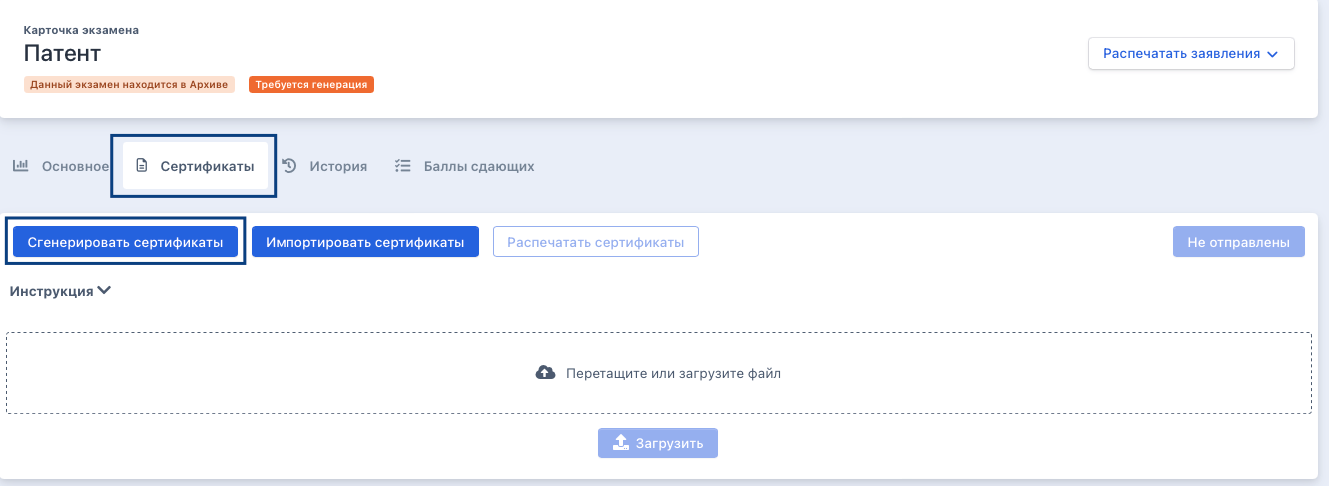 Карточка экзамена
Патент
Распечатать заявления
Данный экзамен находится в Архиве Требуется генерация
Основное Сертификаты История Баллы сдающих
Сгенерировать сертификаты Импортировать сертификаты Распечатать сертификаты Не отправлены
Инструкция
Перетащите или загрузите файл
Загрузить